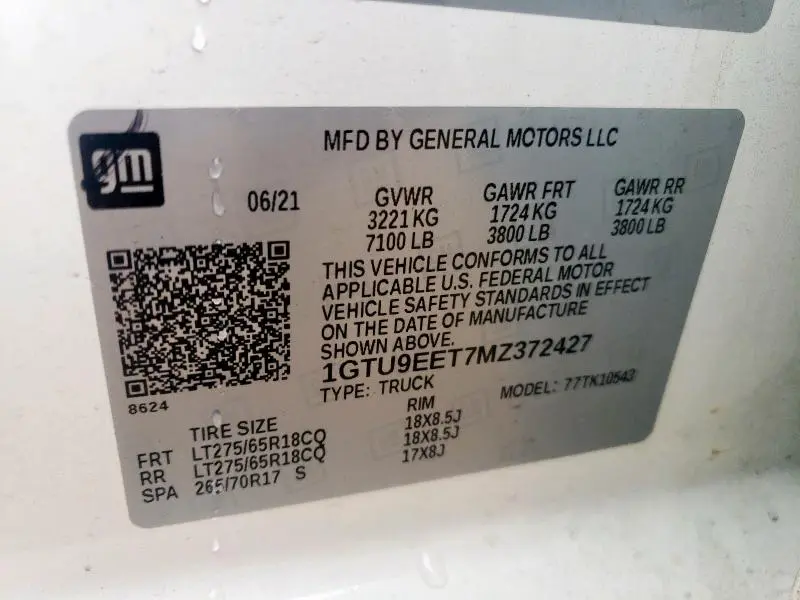 gm
MFD BY GENERAL MOTORS LLC
06/21
GVWR GAWR FRT GAWR RR
3221 KG 1724 KG 1724 KG
7100 LB 3800 LB 3800 LB
THIS VEHICLE CONFORMS TO ALL
APPLICABLE U.S. FEDERAL MOTOR
VEHICLE SAFETY STANDARDS IN EFFECT
ON THE DATE OF MANUFACTURE
SHOWN ABOVE.
1GTU9EET7MZ372427
TYPE: TRUCK MODEL: 77TK10543
8624
TIRE SIZE RIM
FRT LT275/65R18CQ 18X8.5J
RR LT275/65R18CQ 18X8.5J
SPA 265/70R17 S 17X8J